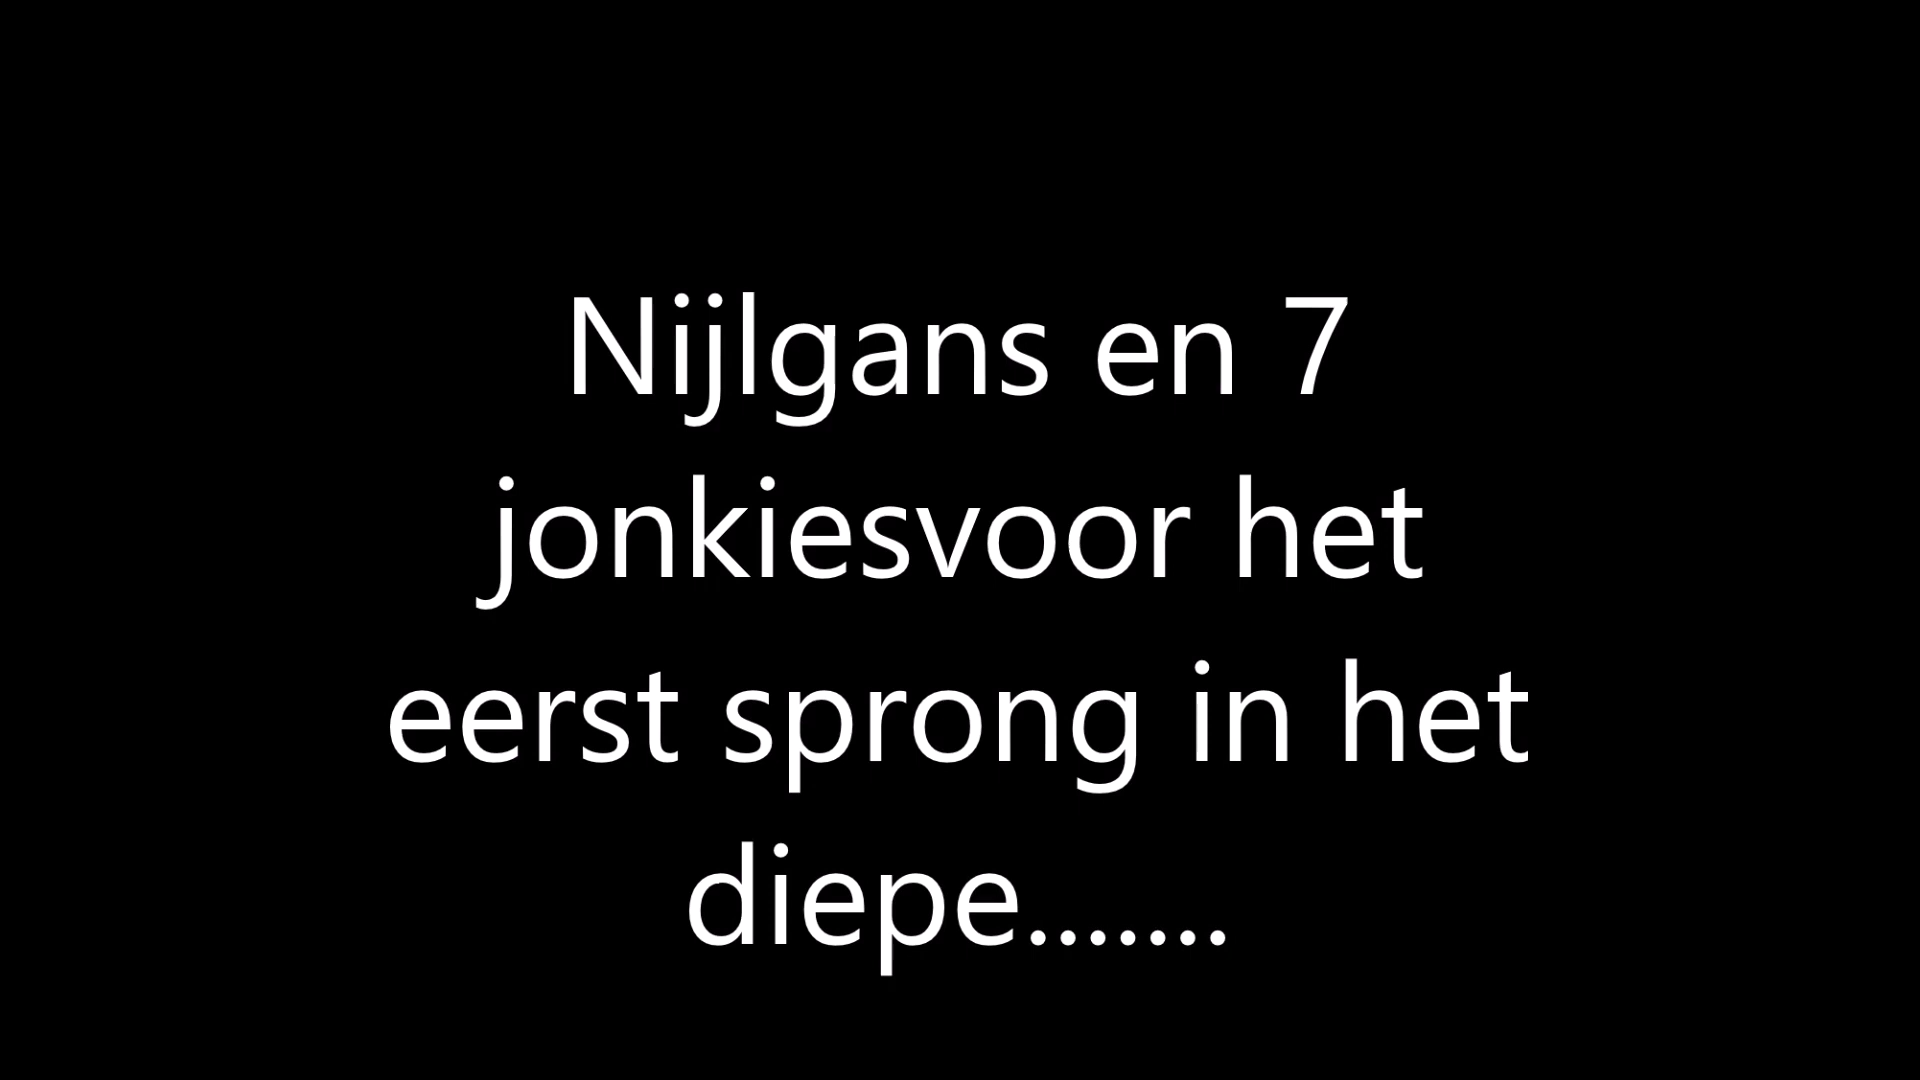 Nijlgans en 7
jonkiesvoor het
eerst sprong in het
diepe.......